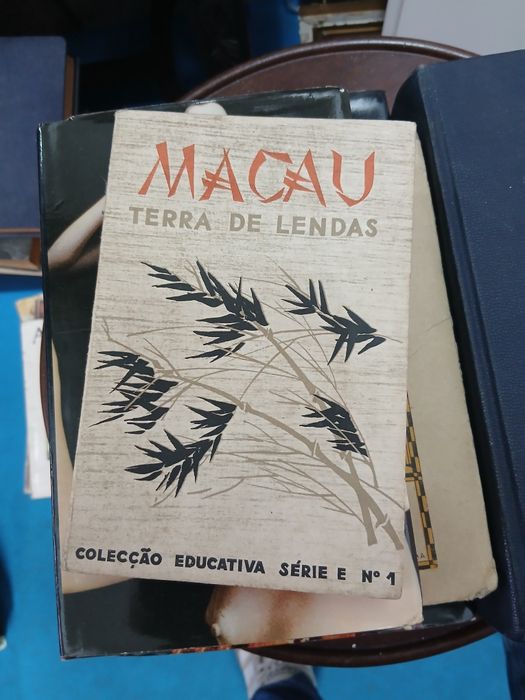 MACAU
TERRA DE LENDAS
COLECÇÃO EDUCATIVA SÉRIE E Nº 1